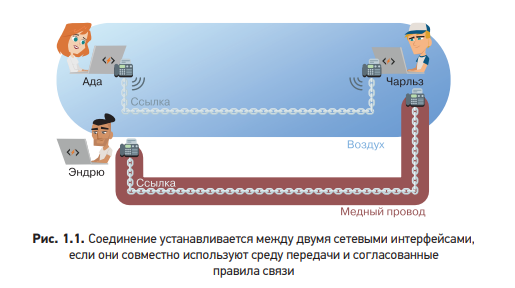 Ада
Чарльз
Ссылка
Воздух
Эндрю
Ссылка
Медный провод
Рис. 1.1. Соединение устанавливается между двумя сетевыми интерфейсами,
если они совместно используют среду передачи и согласованные
правила связи